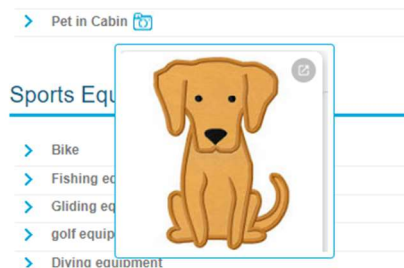 Pet in Cabin
Sports Equ
Bike
Fishing eq
Gliding eq
golf equip
Diving equipment